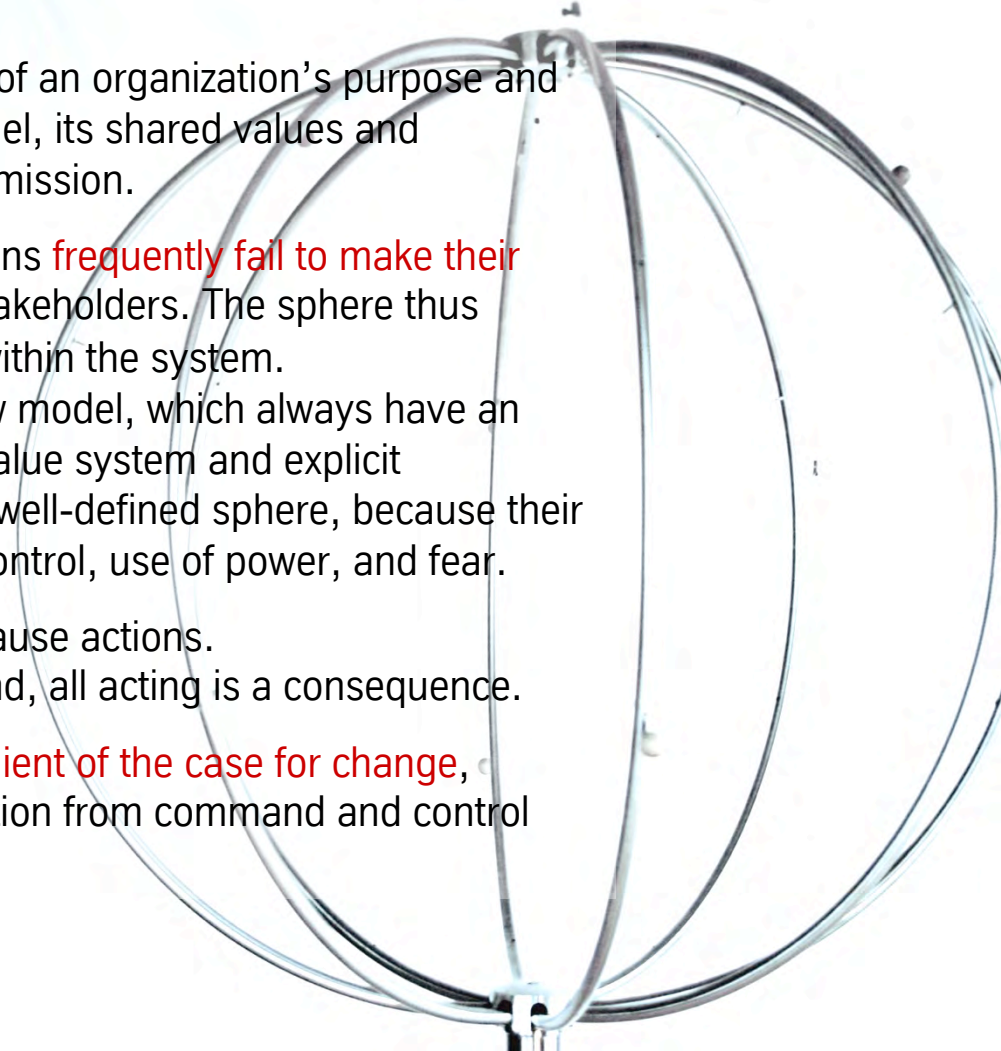 of an organization's purpose and
el, its shared values and
mission.
ns frequently fail to make their
akeholders. The sphere thus
ithin the system.
model, which always have an
alue system and explicit
well-defined sphere, because their
ontrol, use of power, and fear.
ause actions.
d, all acting is a consequence.
ient of the case for change,
ion from command and control